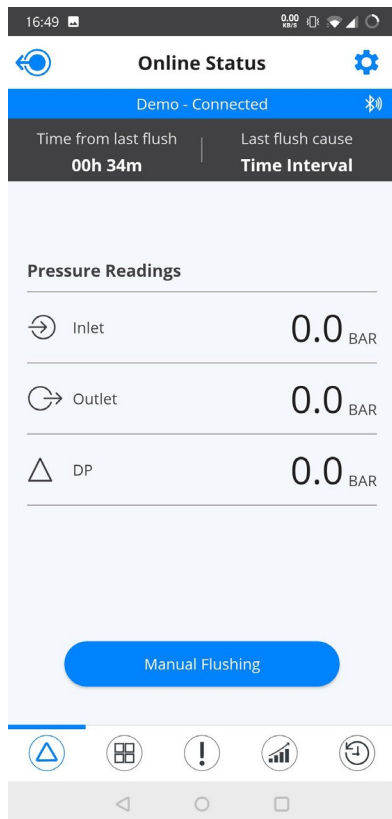 16:49
0.00
KB/S
Online Status
Demo - Connected
Time from last flush
Last flush cause
00h 34m
Time Interval
Pressure Readings
Inlet 0.0 BAR
Outlet 0.0 BAR
DP 0.0 BAR
Manual Flushing